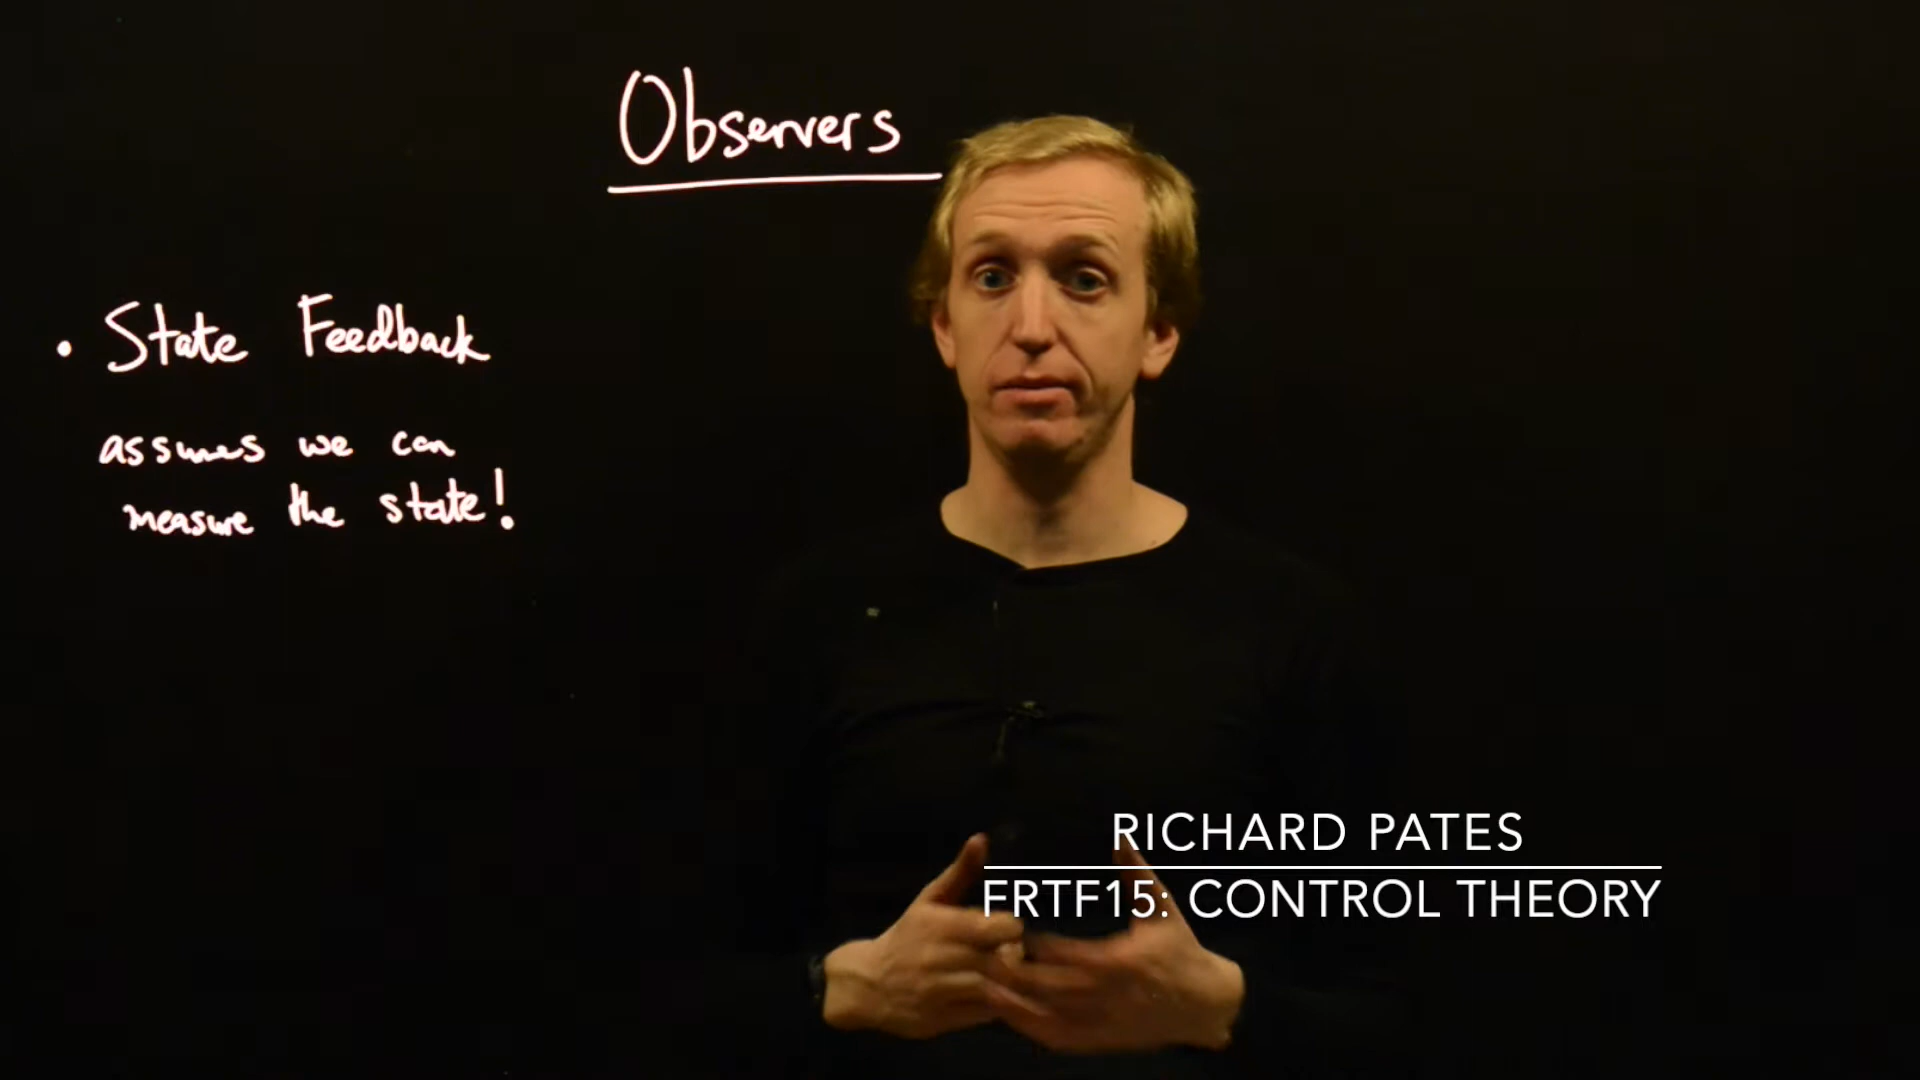 Observers
• State Feedback
assumes we can
measure the state!
RICHARD PATES
FRTF15: CONTROL THEORY